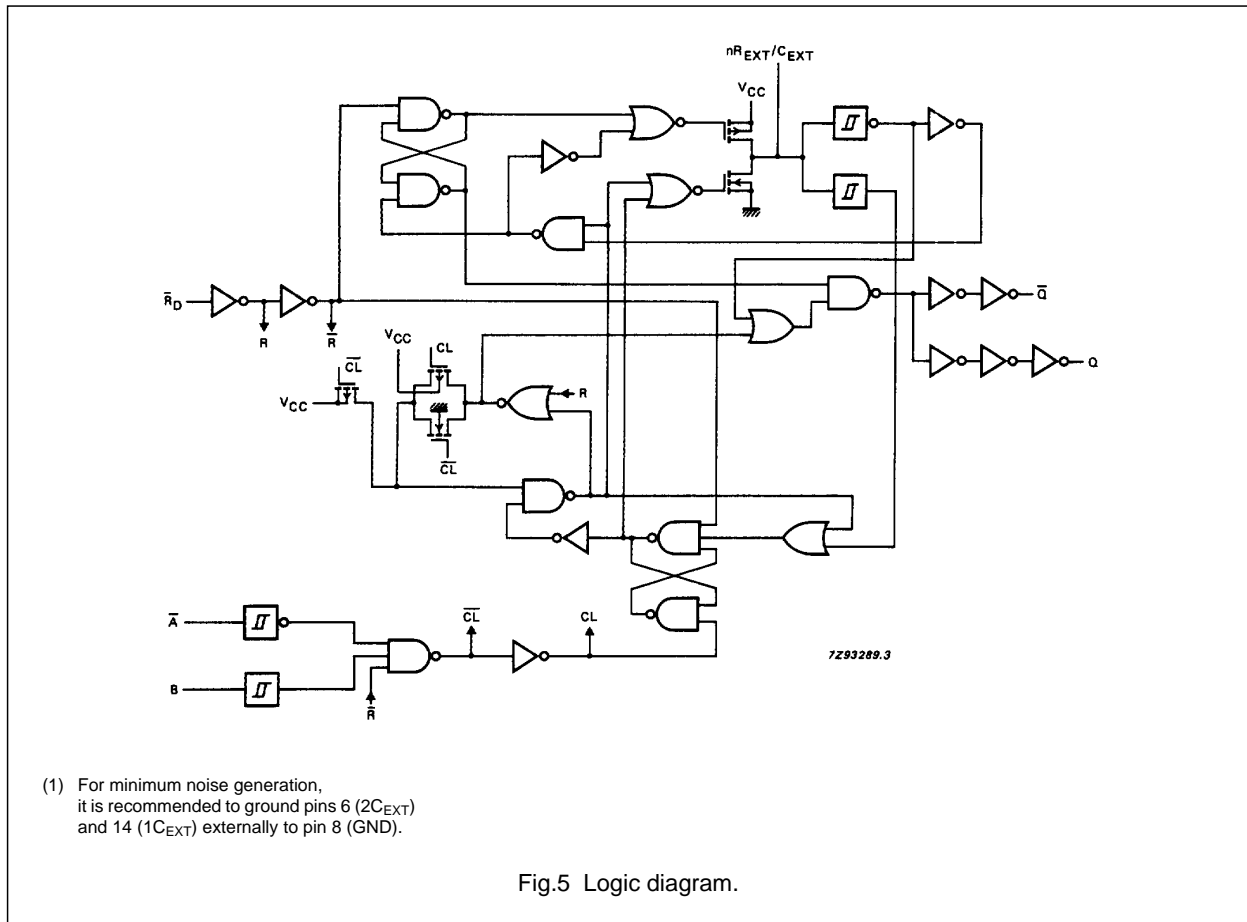 nR_EXT/C_EXT
V_CC
R̅_D
R
R̅
V_CC
CL
C̅L̅
V_CC
R
C̅L̅
Q̅
Q
A̅
C̅L̅
CL
B
R̅
7Z93289.3
(1) For minimum noise generation,
it is recommended to ground pins 6 (2C_EXT)
and 14 (1C_EXT) externally to pin 8 (GND).
Fig.5 Logic diagram.